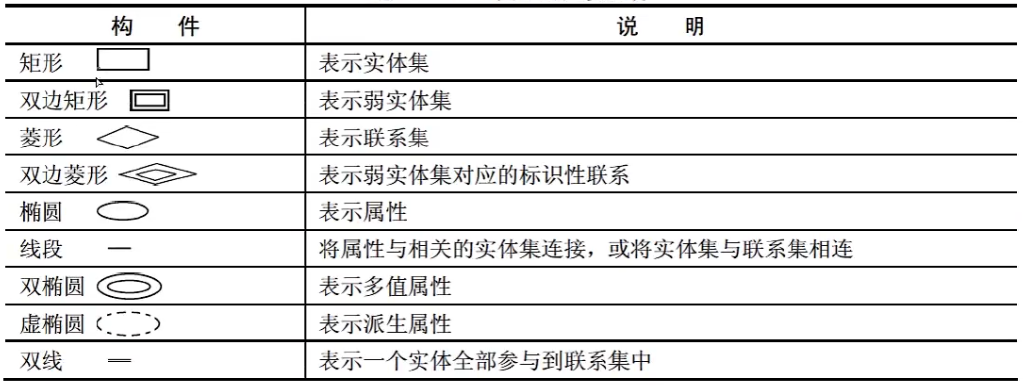 构 件 说 明
矩形 表示实体集
双边矩形 表示弱实体集
菱形 表示联系集
双边菱形 表示弱实体集对应的标识性联系
椭圆 表示属性
线段 将属性与相关的实体集连接，或将实体集与联系集相连
双椭圆 表示多值属性
虚椭圆 表示派生属性
双线 表示一个实体全部参与到联系集中